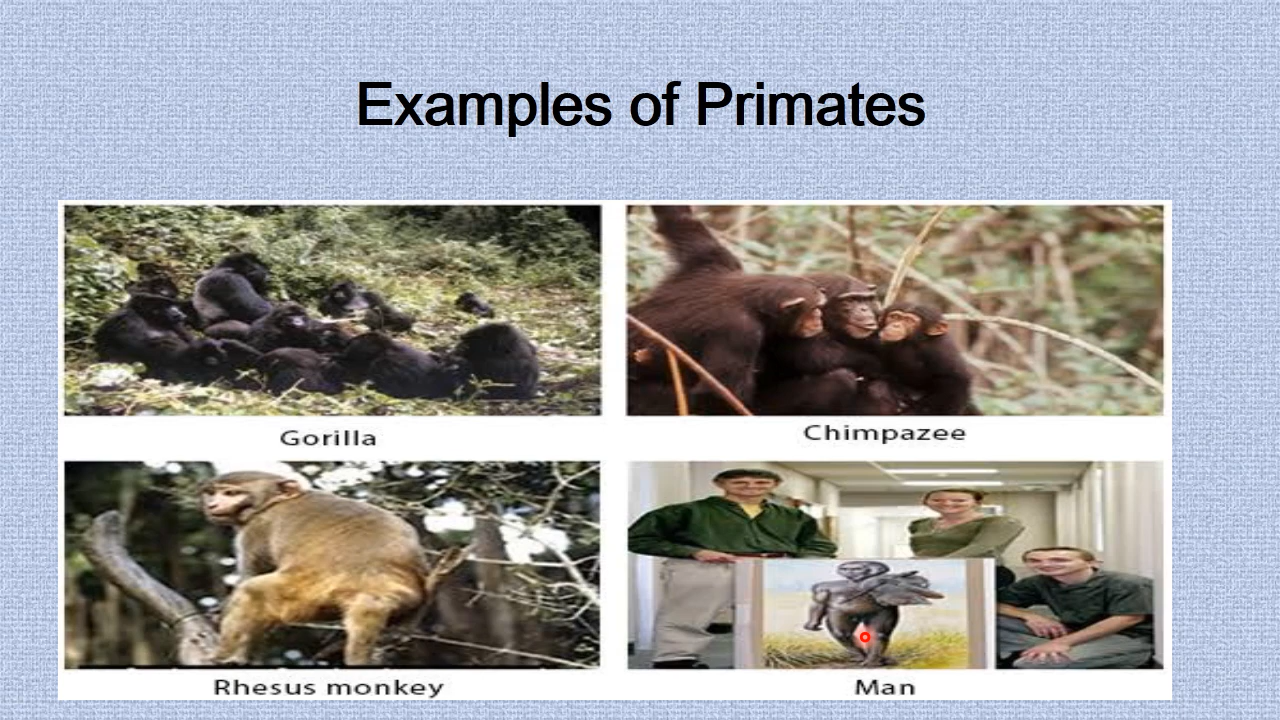 Examples of Primates
Gorilla
Chimpazee
Rhesus monkey
Man